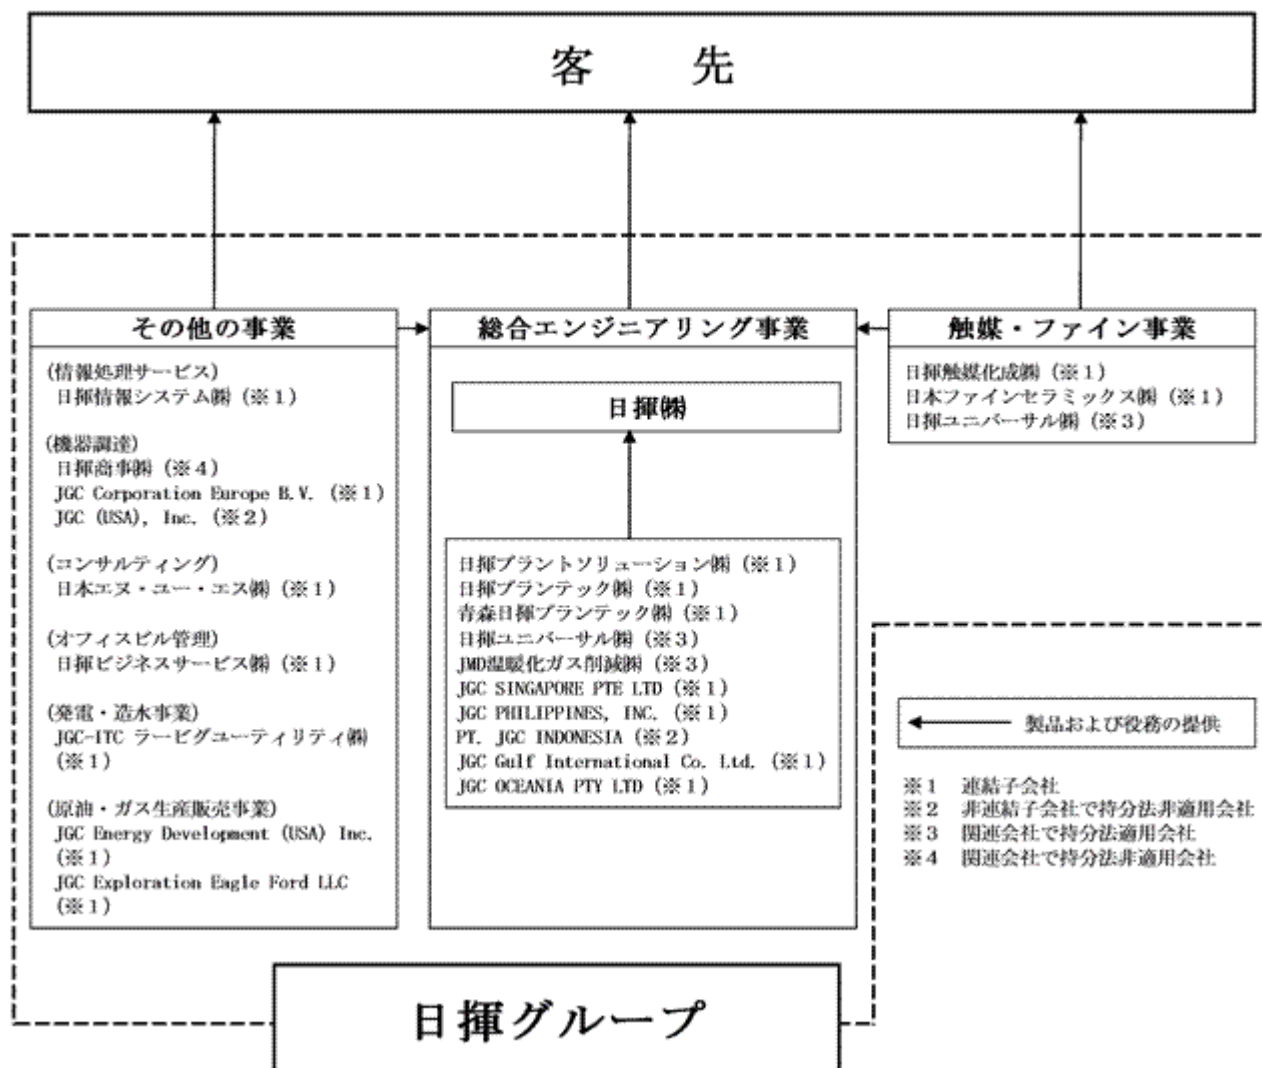 客　先
その他の事業
(情報処理サービス)
日揮情報システム㈱（※１）
(機器調達)
日揮商事㈱（※４）
JGC Corporation Europe B.V.（※１）
JGC (USA), Inc.（※２）
(コンサルティング)
日本エヌ・ユー・エス㈱（※１）
(オフィスビル管理)
日揮ビジネスサービス㈱（※１）
(発電・造水事業)
JGC-ITC ラービグユーティリティ㈱
（※１）
(原油・ガス生産販売事業)
JGC Energy Development (USA) Inc.
（※１）
JGC Exploration Eagle Ford LLC
（※１）
総合エンジニアリング事業
日揮㈱
日揮プラントソリューション㈱（※１）
日揮プランテック㈱（※１）
青森日揮プランテック㈱（※１）
日揮ユニバーサル㈱（※３）
JMD温暖化ガス削減㈱（※３）
JGC SINGAPORE PTE LTD（※１）
JGC PHILIPPINES, INC.（※１）
PT. JGC INDONESIA（※２）
JGC Gulf International Co. Ltd.（※１）
JGC OCEANIA PTY LTD（※１）
触媒・ファイン事業
日揮触媒化成㈱（※１）
日本ファインセラミックス㈱（※１）
日揮ユニバーサル㈱（※３）
製品および役務の提供
※１　連結子会社
※２　非連結子会社で持分法非適用会社
※３　関連会社で持分法適用会社
※４　関連会社で持分法非適用会社
日揮グループ